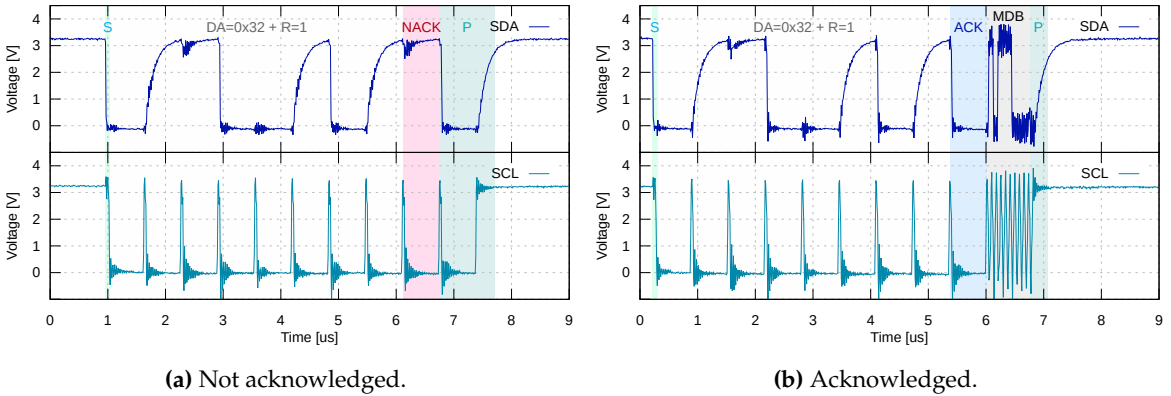 S DA=0x32 + R=1 NACK P SDA
4
3
2
1
0
Voltage [V]
SCL
4
3
2
1
0
Voltage [V]
0 1 2 3 4 5 6 7 8 9
Time [us]
(a) Not acknowledged.
MDB
S DA=0x32 + R=1 ACK P SDA
4
3
2
1
0
Voltage [V]
SCL
4
3
2
1
0
Voltage [V]
0 1 2 3 4 5 6 7 8 9
Time [us]
(b) Acknowledged.